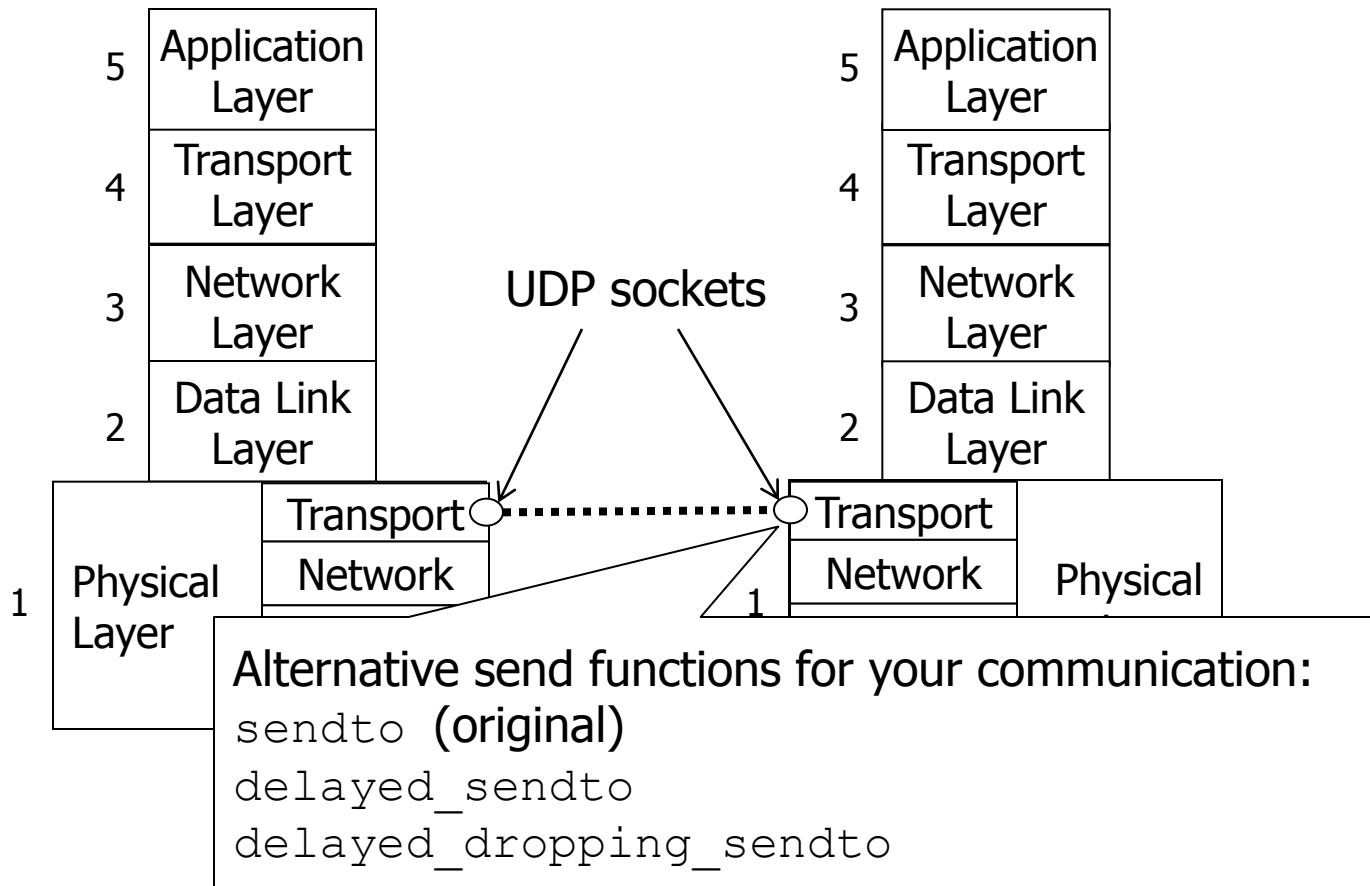 5
Application
Layer
4
Transport
Layer
3
Network
Layer
2
Data Link
Layer
1
Physical
Layer
Transport
Network
UDP sockets
5
Application
Layer
4
Transport
Layer
3
Network
Layer
2
Data Link
Layer
1
Transport
Network
Physical
Alternative send functions for your communication:
sendto (original)
delayed_sendto
delayed_dropping_sendto